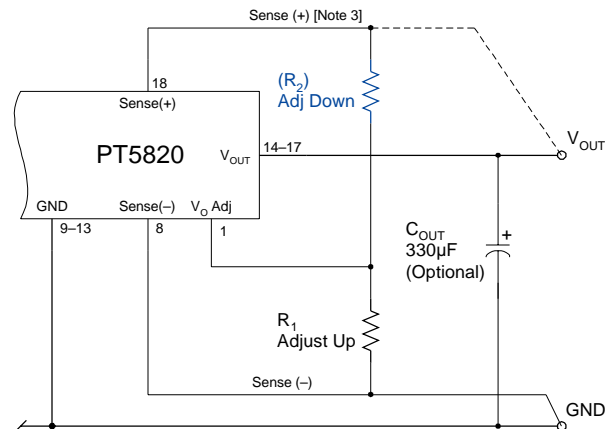 Sense (+) [Note 3]
18
Sense(+)
(R2)
Adj Down
PT5820
VOUT
14–17
VOUT
GND
Sense(–)
VO Adj
9–13
8
1
COUT
330µF
(Optional)
+
R1
Adjust Up
Sense (–)
GND